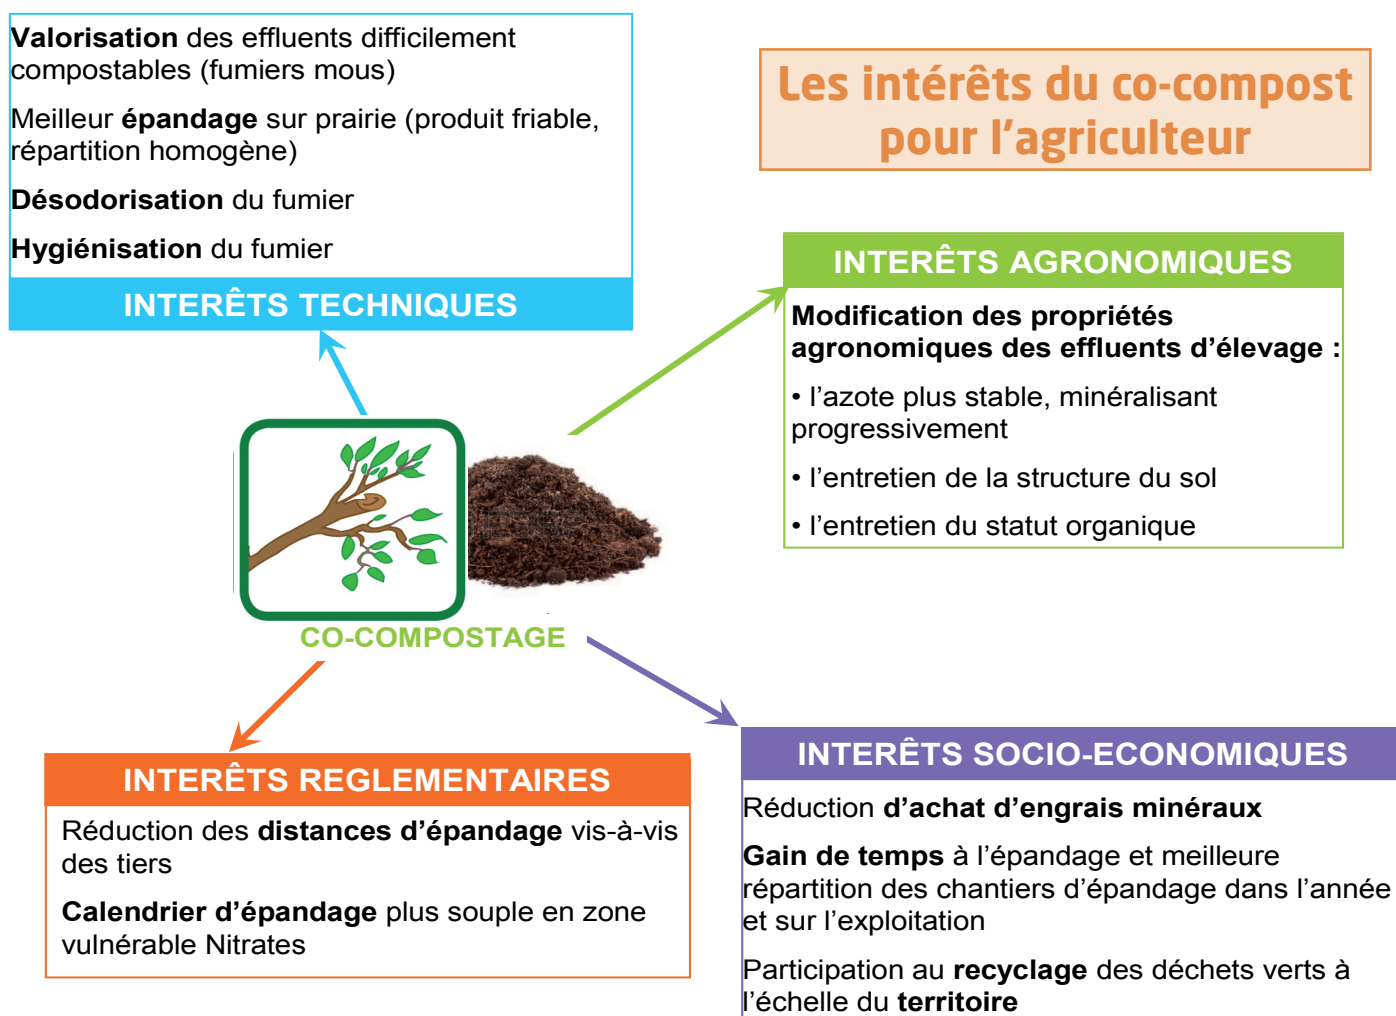 Valorisation des effluents difficilement
compostables (fumiers mous)
Meilleur épandage sur prairie (produit friable,
répartition homogène)
Désodorisation du fumier
Hygiénisation du fumier
INTERÊTS TECHNIQUES
Les intérêts du co-compost
pour l'agriculteur
INTERÊTS AGRONOMIQUES
Modification des propriétés
agronomiques des effluents d'élevage :
• l'azote plus stable, minéralisant
progressivement
• l'entretien de la structure du sol
• l'entretien du statut organique
CO-COMPOSTAGE
INTERÊTS REGLEMENTAIRES
Réduction des distances d'épandage vis-à-vis
des tiers
Calendrier d'épandage plus souple en zone
vulnérable Nitrates
INTERÊTS SOCIO-ECONOMIQUES
Réduction d'achat d'engrais minéraux
Gain de temps à l'épandage et meilleure
répartition des chantiers d'épandage dans l'année
et sur l'exploitation
Participation au recyclage des déchets verts à
l'échelle du territoire